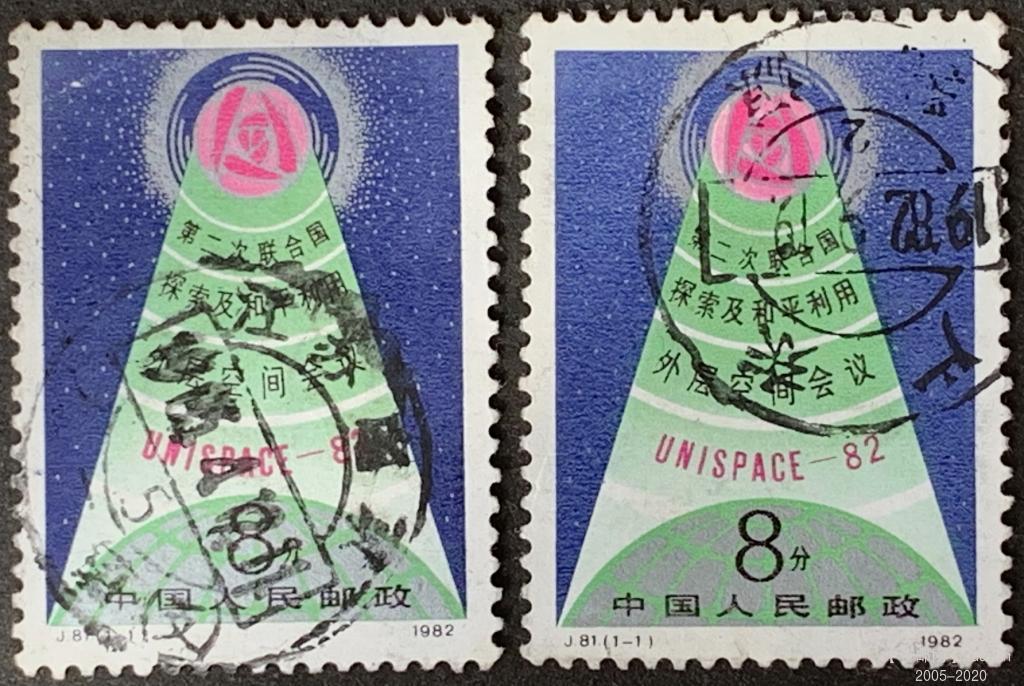 第二次联合国
探索及和平利用
空间会
UNISPACE-8
8分
中国人民邮政
J.81.
1982
第二次联合国
探索及和平利用
外层空间会议
UNISPACE-82
8分
中国人民邮政
J.81.(1-1)
1982
2005-2020